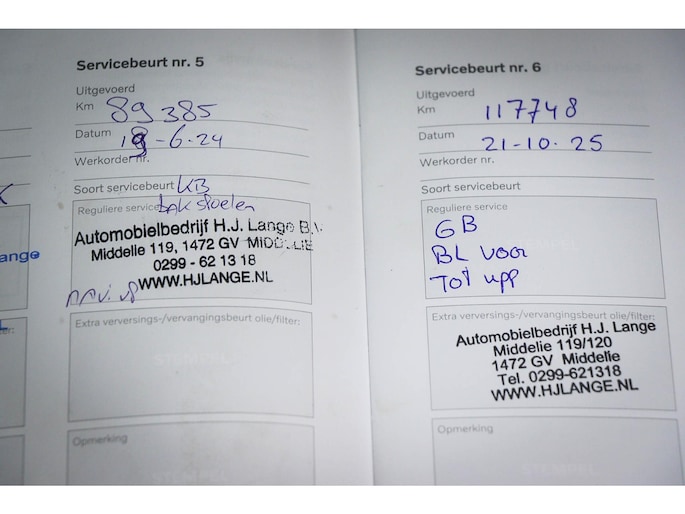 Servicebeurt nr. 5
Uitgevoerd
Km 89385
Datum 18-6-24
Werkorder nr.
Soort servicebeurt KB
Reguliere service
Automobielbedrijf H.J. Lange B.V.
Middelie 119, 1472 GV MIDDELIE
0299 - 62 13 18
WWW.HJLANGE.NL
Extra verversings-/vervangingsbeurt olie/filter:
Opmerking
ange
Servicebeurt nr. 6
Uitgevoerd
Km 117748
Datum 21-10-25
Werkorder nr.
Soort servicebeurt
Reguliere service
GB
BL voor
Tot upp
Extra verversings-/vervangingsbeurt olie/filter:
Automobielbedrijf H.J. Lange
Middelie 119/120
1472 GV Middelie
Tel. 0299-621318
WWW.HJLANGE.NL
Opmerking
STEMPEL